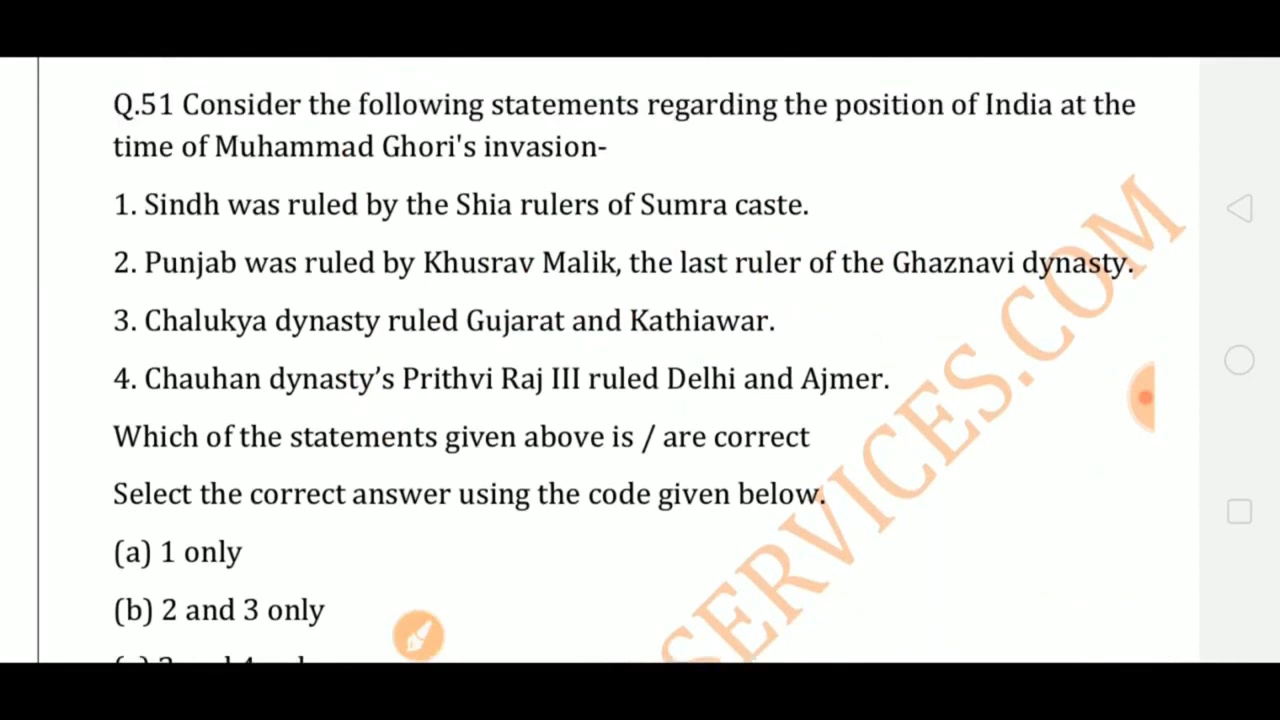 Q.51 Consider the following statements regarding the position of India at the
time of Muhammad Ghori's invasion-
1. Sindh was ruled by the Shia rulers of Sumra caste.
2. Punjab was ruled by Khusrav Malik, the last ruler of the Ghaznavi dynasty.
3. Chalukya dynasty ruled Gujarat and Kathiawar.
4. Chauhan dynasty’s Prithvi Raj III ruled Delhi and Ajmer.
Which of the statements given above is / are correct
Select the correct answer using the code given below.
(a) 1 only
(b) 2 and 3 only
SERVICES.COM